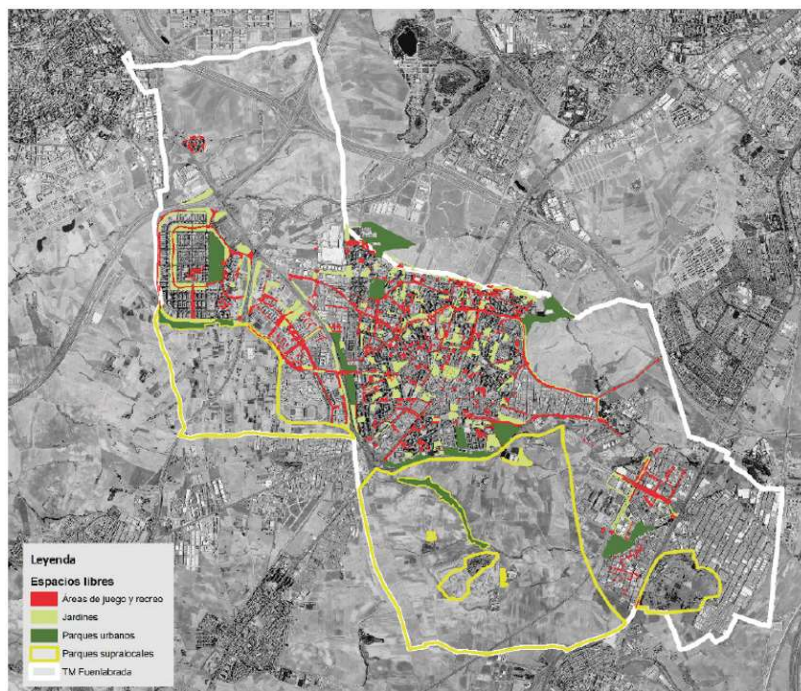 Leyenda
Espacios libres
Áreas de juego y recreo
Jardines
Parques urbanos
Parques supralocales
TM Fuenlabrada